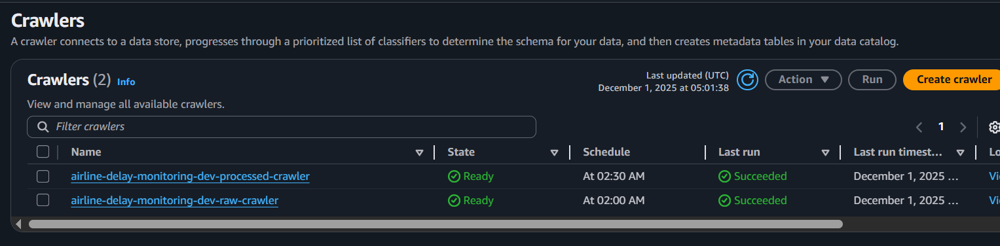 Crawlers
A crawler connects to a data store, progresses through a prioritized list of classifiers to determine the schema for your data, and then creates metadata tables in your data catalog.
Crawlers (2) Info
Last updated (UTC)
December 1, 2025 at 05:01:38
Action
Run
Create crawler
View and manage all available crawlers.
Filter crawlers
1
Name State Schedule Last run Last run timest... Lo
airline-delay-monitoring-dev-processed-crawler Ready At 02:30 AM Succeeded December 1, 2025 ... Vi
airline-delay-monitoring-dev-raw-crawler Ready At 02:00 AM Succeeded December 1, 2025 ... Vi